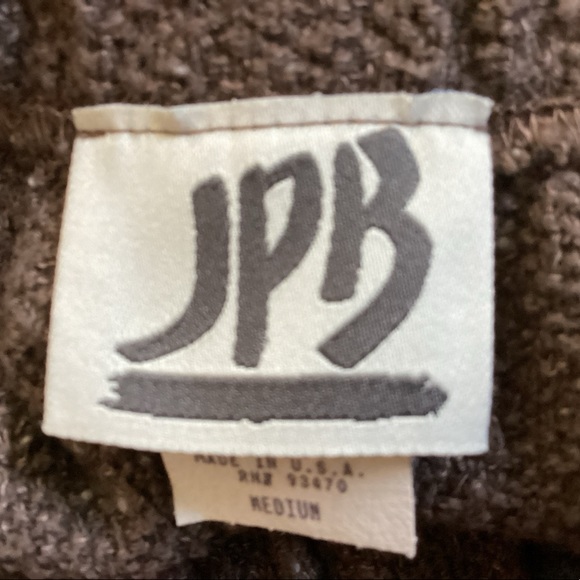 JPB
MADE IN U.S.A.
RN# 93470
MEDIUM